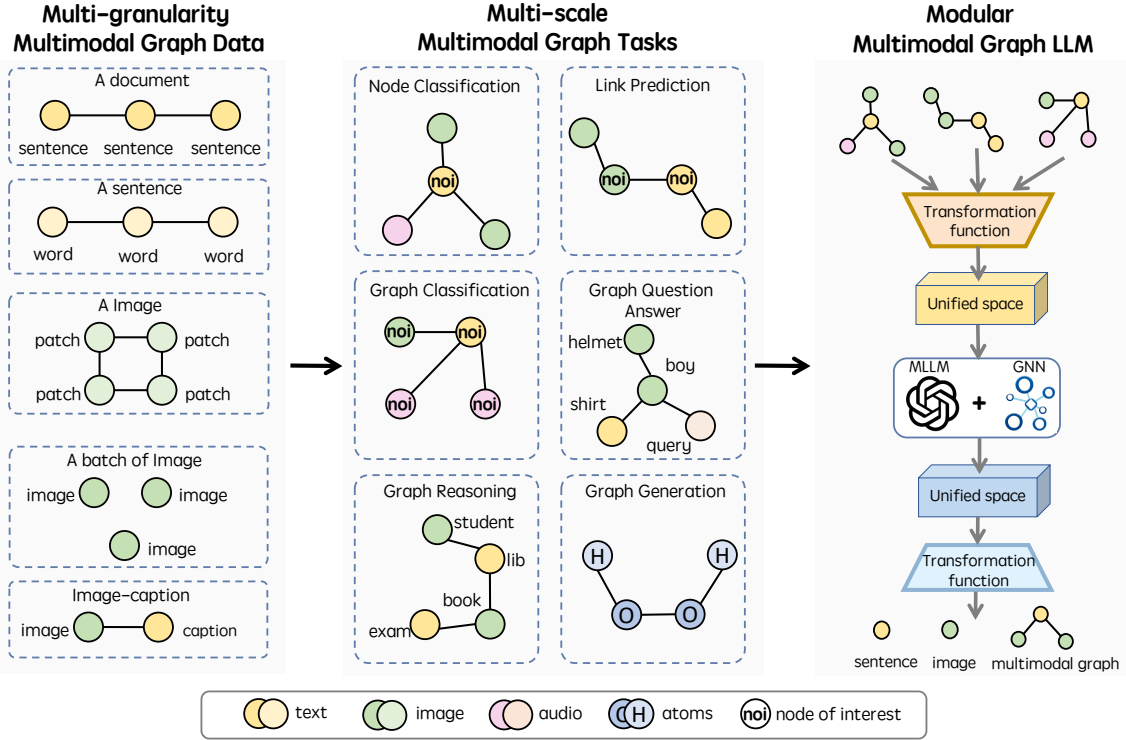 Multi-granularity
Multimodal Graph Data
A document
sentence sentence sentence
A sentence
word word word
A Image
patch patch
patch patch
A batch of Image
image image
image
Image-caption
image caption
Multi-scale
Multimodal Graph Tasks
Node Classification
noi
Link Prediction
noi noi
Graph Classification
noi noi
noi noi
Graph Question
Answer
helmet
boy
shirt
query
Graph Reasoning
student
lib
book
exam
Graph Generation
H H
O O
Modular
Multimodal Graph LLM
Transformation
function
Unified space
MLLM GNN
+
Unified space
Transformation
function
sentence image multimodal graph
text image audio O H atoms noi node of interest